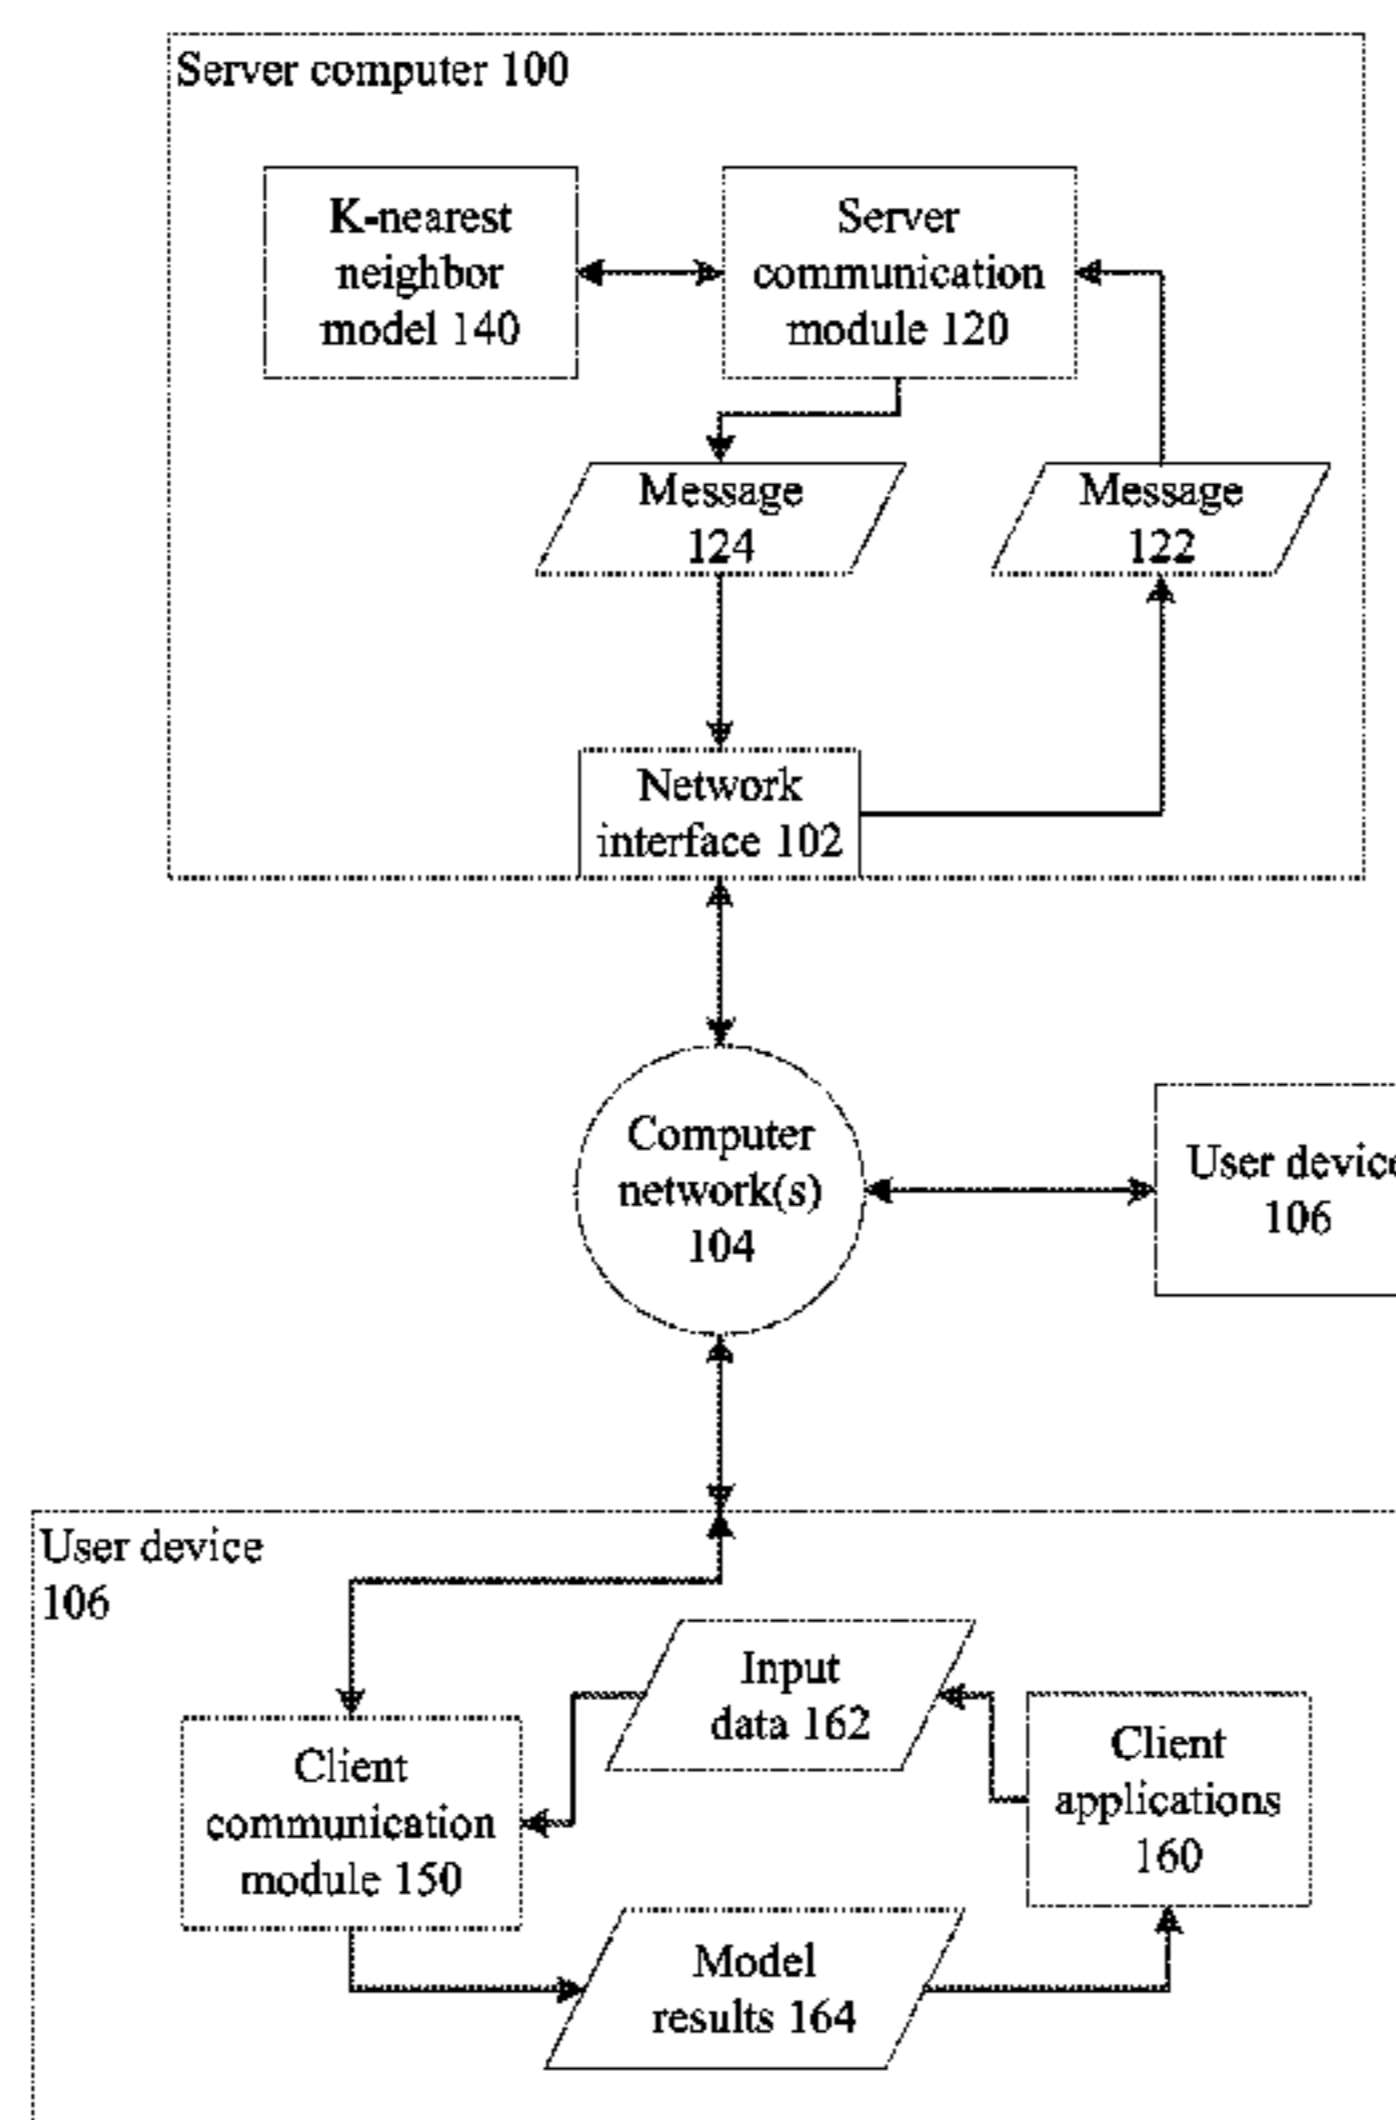 Server computer 100
K-nearest
neighbor
model 140
Server
communication
module 120
Message
124
Message
122
Network
interface 102
Computer
network(s)
104
User device
106
User device
106
Input
data 162
Client
applications
160
Client
communication
module 150
Model
results 164